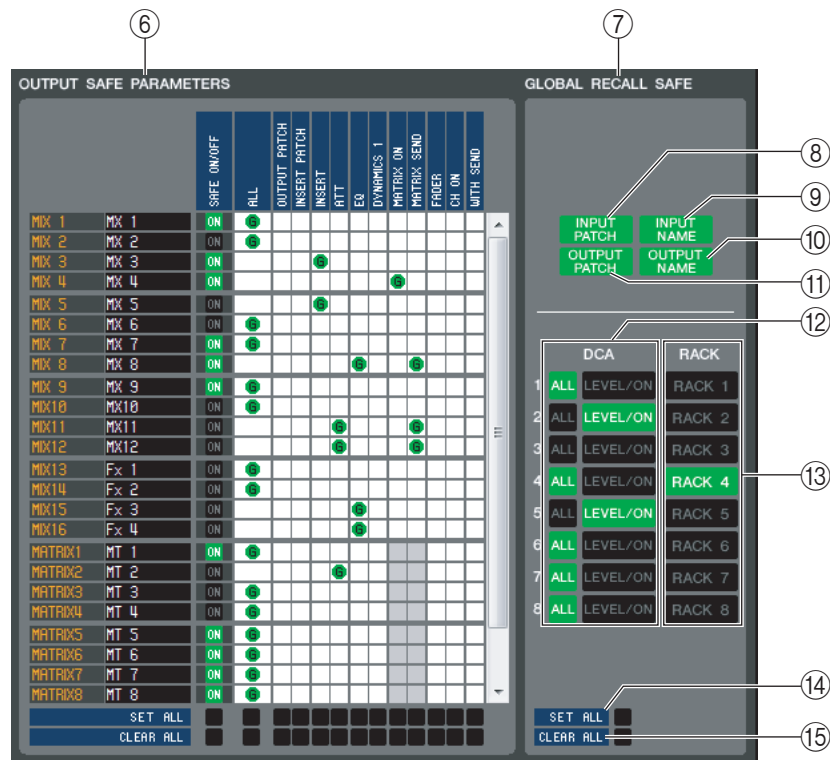 ⑥ ⑦
OUTPUT SAFE PARAMETERS
GLOBAL RECALL SAFE
SAFE ON/OFF
ALL
OUTPUT PATCH
INSERT PATCH
INSERT
ATT
EQ
DYNAMICS 1
MATRIX ON
MATRIX SEND
FADER
CH ON
WITH SEND
MIX 1 MX 1 ON G
MIX 2 MX 2 ON G
MIX 3 MX 3 ON G
MIX 4 MX 4 ON G
MIX 5 MX 5 ON G
MIX 6 MX 6 ON G
MIX 7 MX 7 ON G
MIX 8 MX 8 ON G G
MIX 9 MX 9 ON G
MIX10 MX10 ON G
MIX11 MX11 ON G G
MIX12 MX12 ON G G
MIX13 Fx 1 ON G
MIX14 Fx 2 ON G
MIX15 Fx 3 ON G
MIX16 Fx 4 ON G
MATRIX1 MT 1 ON G
MATRIX2 MT 2 ON G
MATRIX3 MT 3 ON G
MATRIX4 MT 4 ON G
MATRIX5 MT 5 ON G
MATRIX6 MT 6 ON G
MATRIX7 MT 7 ON G
MATRIX8 MT 8 ON G
SET ALL
CLEAR ALL
⑧
INPUT PATCH
INPUT NAME
⑨
OUTPUT PATCH
OUTPUT NAME
⑩
⑪
⑫
DCA RACK
1 ALL LEVEL/ON RACK 1
2 ALL LEVEL/ON RACK 2
3 ALL LEVEL/ON RACK 3
4 ALL LEVEL/ON RACK 4
⑬
5 ALL LEVEL/ON RACK 5
6 ALL LEVEL/ON RACK 6
7 ALL LEVEL/ON RACK 7
8 ALL LEVEL/ON RACK 8
⑭
SET ALL
CLEAR ALL
⑮